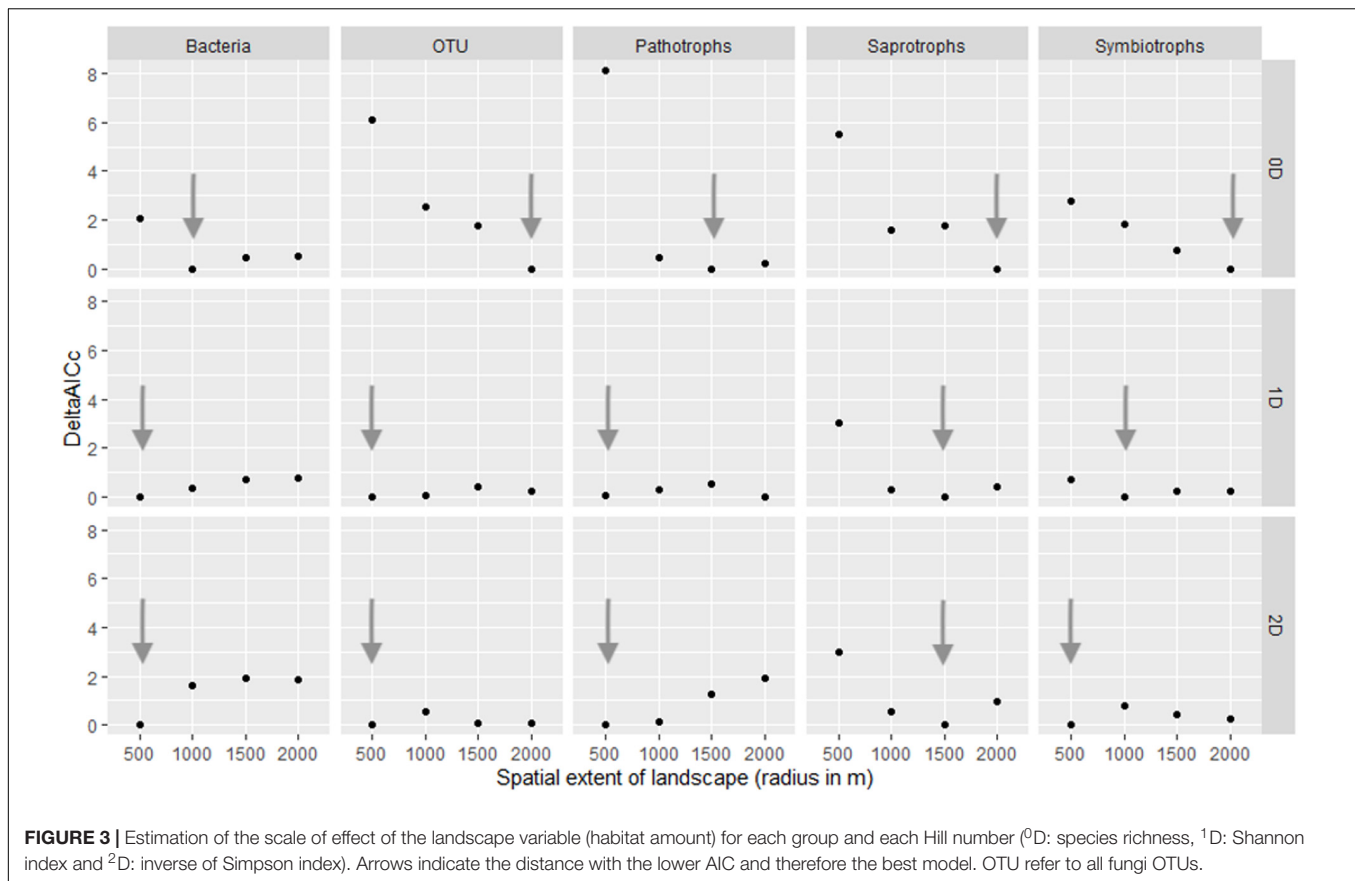 Bacteria OTU Pathotrophs Saprotrophs Symbiotrophs
8
6
4
2
0
0D
8
6
4
2
0
1D
8
6
4
2
0
2D
DeltaAICc
500 1000 1500 2000 500 1000 1500 2000 500 1000 1500 2000 500 1000 1500 2000 500 1000 1500 2000
Spatial extent of landscape (radius in m)
FIGURE 3 | Estimation of the scale of effect of the landscape variable (habitat amount) for each group and each Hill number (⁰D: species richness, ¹D: Shannon
index and ²D: inverse of Simpson index). Arrows indicate the distance with the lower AIC and therefore the best model. OTU refer to all fungi OTUs.